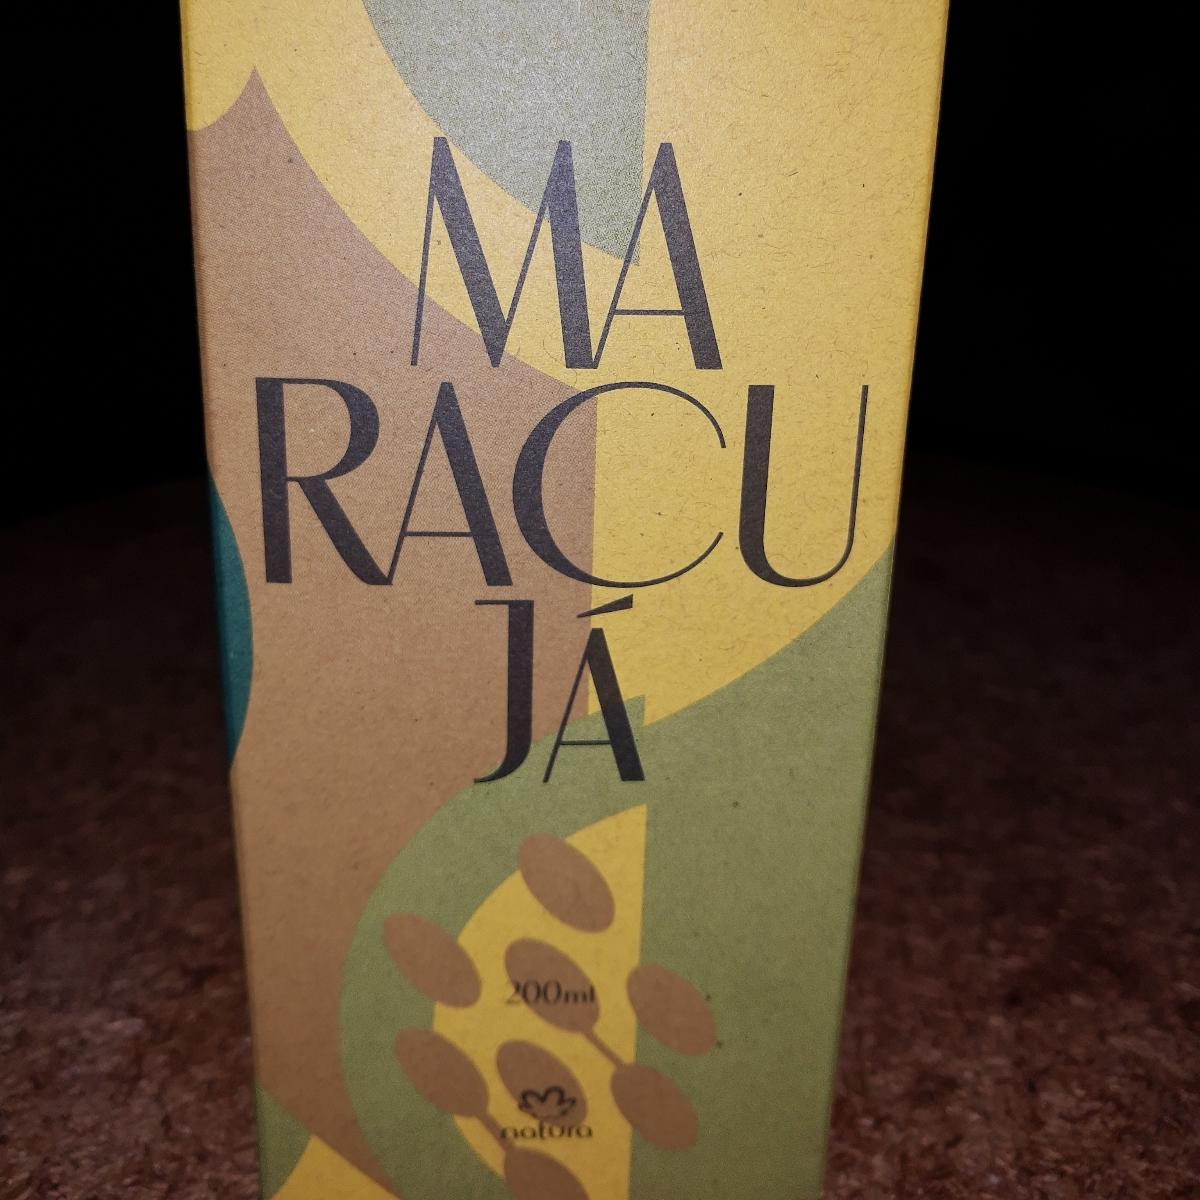 MA
RACU
JÁ
200ml
natura